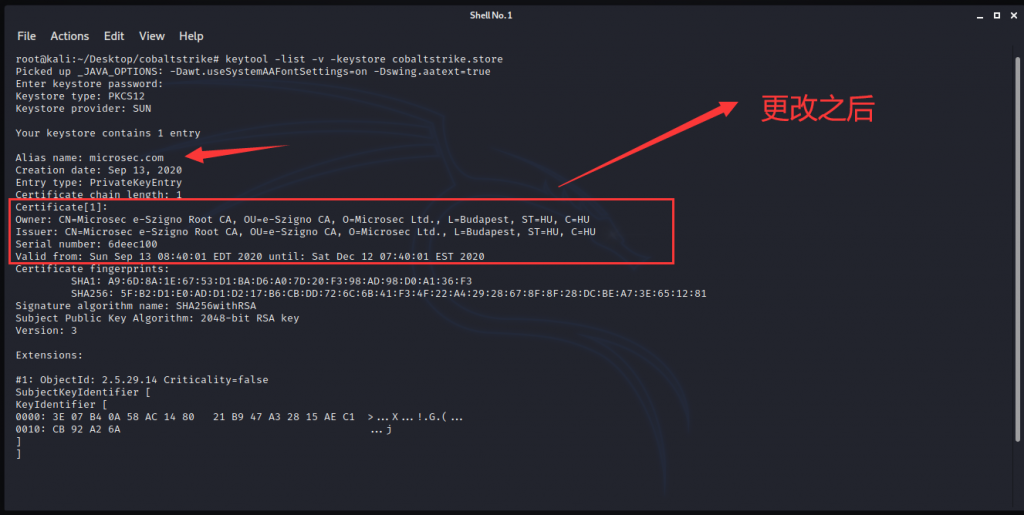 Shell No. 1
File Actions Edit View Help
root@kali:~/Desktop/cobaltstrike# keytool -list -v -keystore cobaltstrike.store
Picked up _JAVA_OPTIONS: -Dawt.useSystemAAFontSettings=on -Dswing.aatext=true
Enter keystore password:
Keystore type: PKCS12
Keystore provider: SUN
更改之后
Your keystore contains 1 entry
Alias name: microsec.com
Creation date: Sep 13, 2020
Entry type: PrivateKeyEntry
Certificate chain length: 1
Certificate[1]:
Owner: CN=Microsec e-Szigno Root CA, OU=e-Szigno CA, O=Microsec Ltd., L=Budapest, ST=HU, C=HU
Issuer: CN=Microsec e-Szigno Root CA, OU=e-Szigno CA, O=Microsec Ltd., L=Budapest, ST=HU, C=HU
Serial number: 6deec100
Valid from: Sun Sep 13 08:40:01 EDT 2020 until: Sat Dec 12 07:40:01 EST 2020
Certificate fingerprints:
SHA1: A9:6D:8A:1E:67:53:D1:BA:D6:A0:7D:20:F3:98:AD:98:D0:A1:36:F3
SHA256: 5F:B2:D1:E0:AD:D1:D2:17:B6:CB:DD:72:6C:6B:41:F3:4F:22:A4:29:28:67:8F:8F:28:DC:BE:A7:3E:65:12:81
Signature algorithm name: SHA256withRSA
Subject Public Key Algorithm: 2048-bit RSA key
Version: 3
Extensions:
#1: ObjectId: 2.5.29.14 Criticality=false
SubjectKeyIdentifier [
KeyIdentifier [
0000: 3E 07 B4 0A 58 AC 14 80 21 B9 47 A3 28 15 AE C1 >...X...!.G.(...
0010: CB 92 A2 6A ...j
]
]